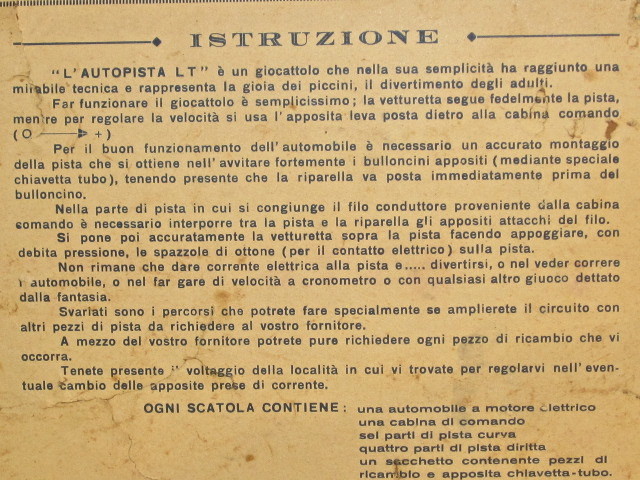 ISTRUZIONE
"L'AUTOPISTA LT" è un giocattolo che nella sua semplicità ha raggiunto una
mirabile tecnica e rappresenta la gioia dei piccini, il divertimento degli adulti.
Far funzionare il giocattolo è semplicissimo; la vetturetta segue fedelmente la pista,
mentre per regolare la velocità si usa l'apposita leva posta dietro alla cabina comando
(O ⟶ +)
Per il buon funzionamento dell'automobile è necessario un accurato montaggio
della pista che si ottiene nell'avvitare fortemente i bulloncini appositi (mediante speciale
chiavetta tubo), tenendo presente che la riparella va posta immediatamente prima del
bulloncino.
Nella parte di pista in cui si congiunge il filo conduttore proveniente dalla cabina
comando è necessario interporre tra la pista e la riparella gli appositi attacchi del filo.
Si pone poi accuratamente la vetturetta sopra la pista facendo appoggiare, con
debita pressione, le spazzole di ottone (per il contatto elettrico) sulla pista.
Non rimane che dare corrente elettrica alla pista e..... divertirsi, o nel veder correre
l'automobile, o nel far gare di velocità a cronometro o con qualsiasi altro giuoco dettato
dalla fantasia.
Svariati sono i percorsi che potrete fare specialmente se amplierete il circuito con
altri pezzi di pista da richiedere al vostro fornitore.
A mezzo del vostro fornitore potrete pure richiedere ogni pezzo di ricambio che vi
occorra.
Tenete presente il voltaggio della località in cui vi trovate per regolarvi nell'even-
tuale cambio delle apposite prese di corrente.
OGNI SCATOLA CONTIENE: una automobile a motore elettrico
una cabina di comando
sei parti di pista curva
quattro parti di pista diritta
un sacchetto contenente pezzi di
ricambio e apposita chiavetta-tubo.